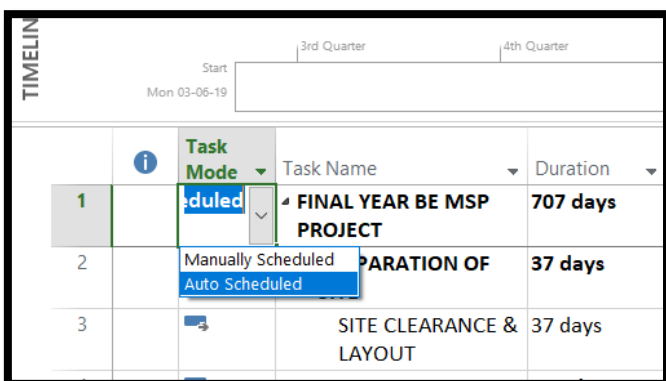 TIMELIN
3rd Quarter
4th Quarter
Start
Mon 03-06-19
Task Mode
Task Name
Duration
1
eduled
FINAL YEAR BE MSP PROJECT
707 days
Manually Scheduled
Auto Scheduled
2
PARATION OF
37 days
3
SITE CLEARANCE &
LAYOUT
37 days